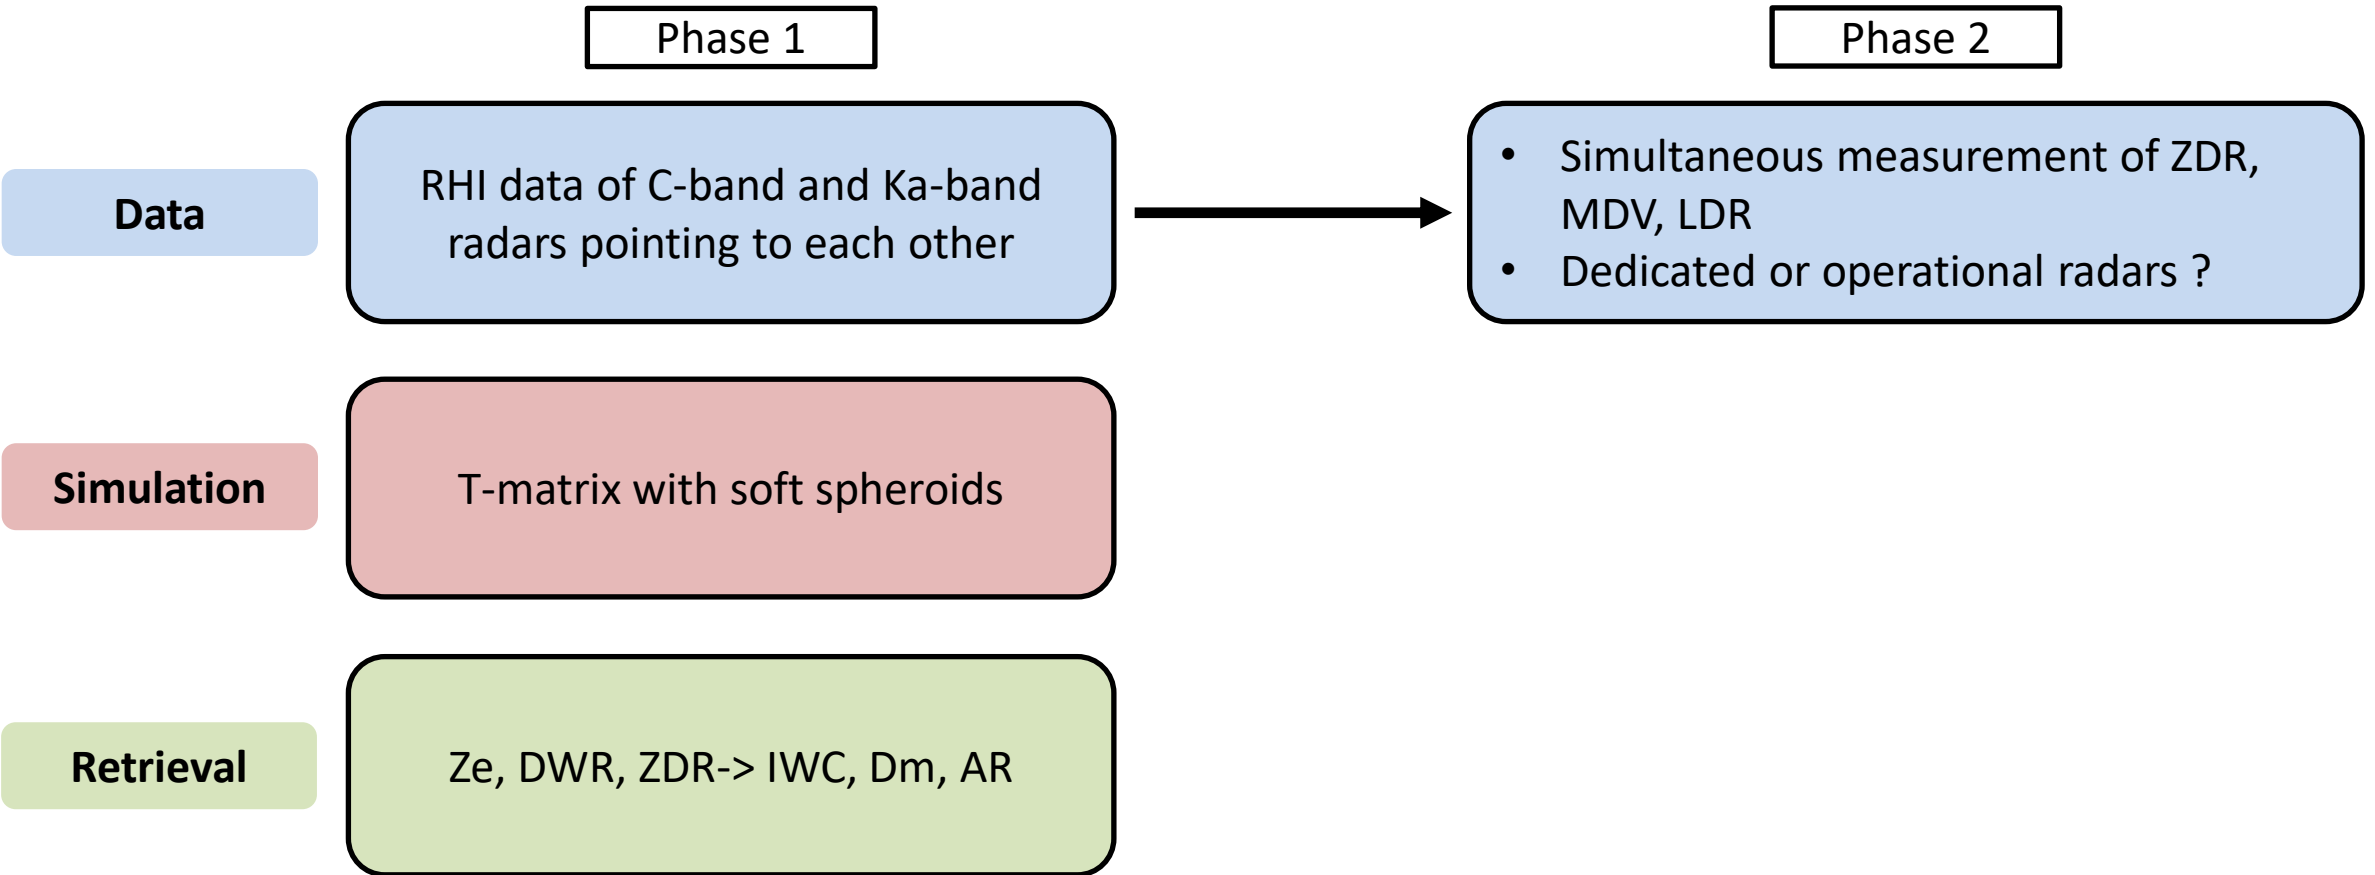 Phase 1
Phase 2
Data
RHI data of C-band and Ka-band
radars pointing to each other
• Simultaneous measurement of ZDR,
MDV, LDR
• Dedicated or operational radars ?
Simulation
T-matrix with soft spheroids
Retrieval
Ze, DWR, ZDR-> IWC, Dm, AR